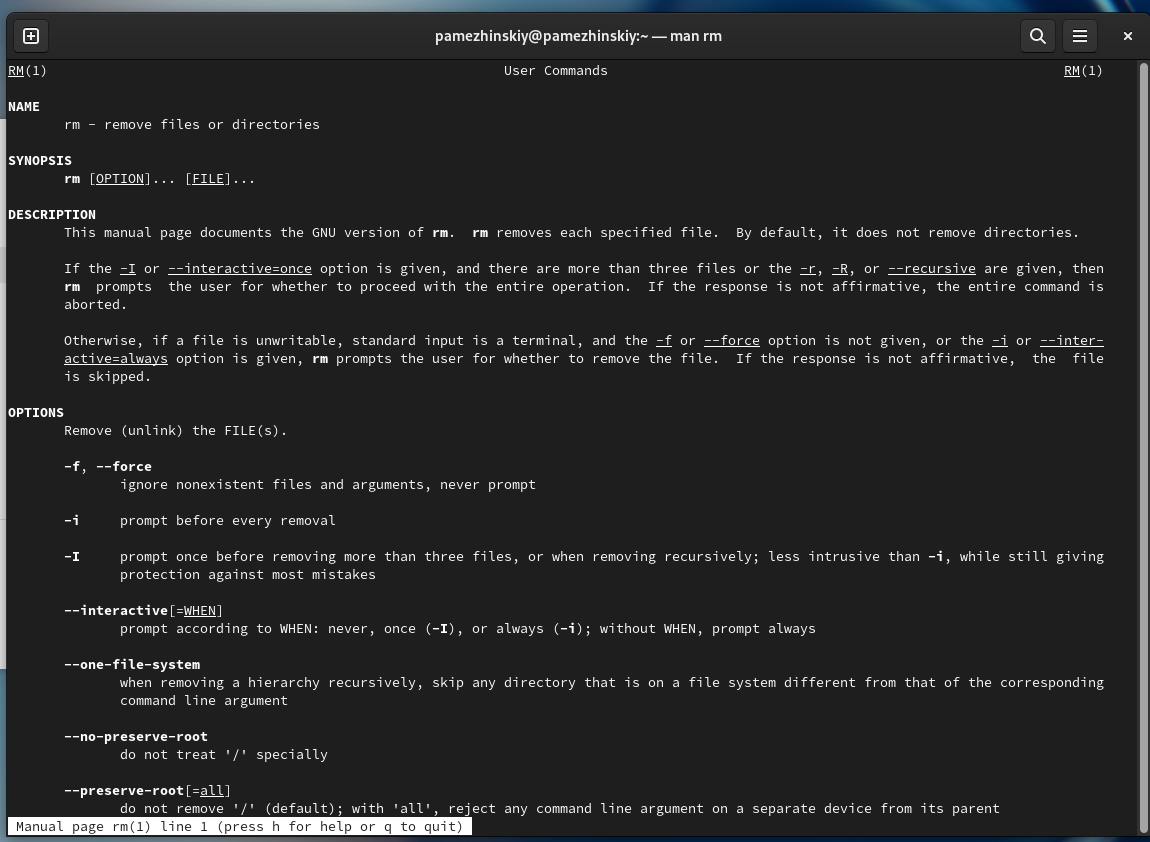 pamezhinskiy@pamezhinskiy:~ — man rm
RM(1) User Commands RM(1)
NAME
rm - remove files or directories
SYNOPSIS
rm [OPTION]... [FILE]...
DESCRIPTION
This manual page documents the GNU version of rm.  rm removes each specified file.  By default, it does not remove directories.
If the -I or --interactive=once option is given, and there are more than three files or the -r, -R, or --recursive are given, then
rm  prompts  the user for whether to proceed with the entire operation.  If the response is not affirmative, the entire command is
aborted.
Otherwise, if a file is unwritable, standard input is a terminal, and the -f or --force option is not given, or the -i or --inter-
active=always option is given, rm prompts the user for whether to remove the file.  If the response is not affirmative,  the  file
is skipped.
OPTIONS
Remove (unlink) the FILE(s).
-f, --force
ignore nonexistent files and arguments, never prompt
-i     prompt before every removal
-I     prompt once before removing more than three files, or when removing recursively; less intrusive than -i, while still giving
protection against most mistakes
--interactive[=WHEN]
prompt according to WHEN: never, once (-I), or always (-i); without WHEN, prompt always
--one-file-system
when removing a hierarchy recursively, skip any directory that is on a file system different from that of the corresponding
command line argument
--no-preserve-root
do not treat '/' specially
--preserve-root[=all]
do not remove '/' (default); with 'all', reject any command line argument on a separate device from its parent
Manual page rm(1) line 1 (press h for help or q to quit)